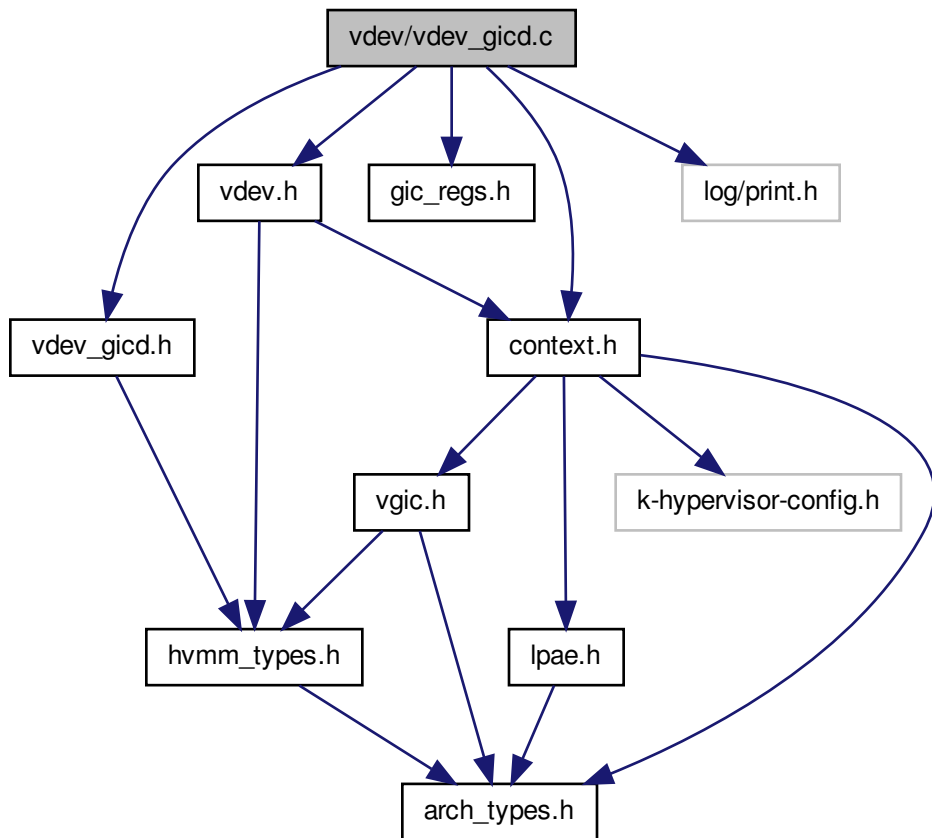 vdev/vdev_gicd.c
vdev.h
gic_regs.h
log/print.h
vdev_gicd.h
context.h
vgic.h
k-hypervisor-config.h
hvmm_types.h
lpae.h
arch_types.h